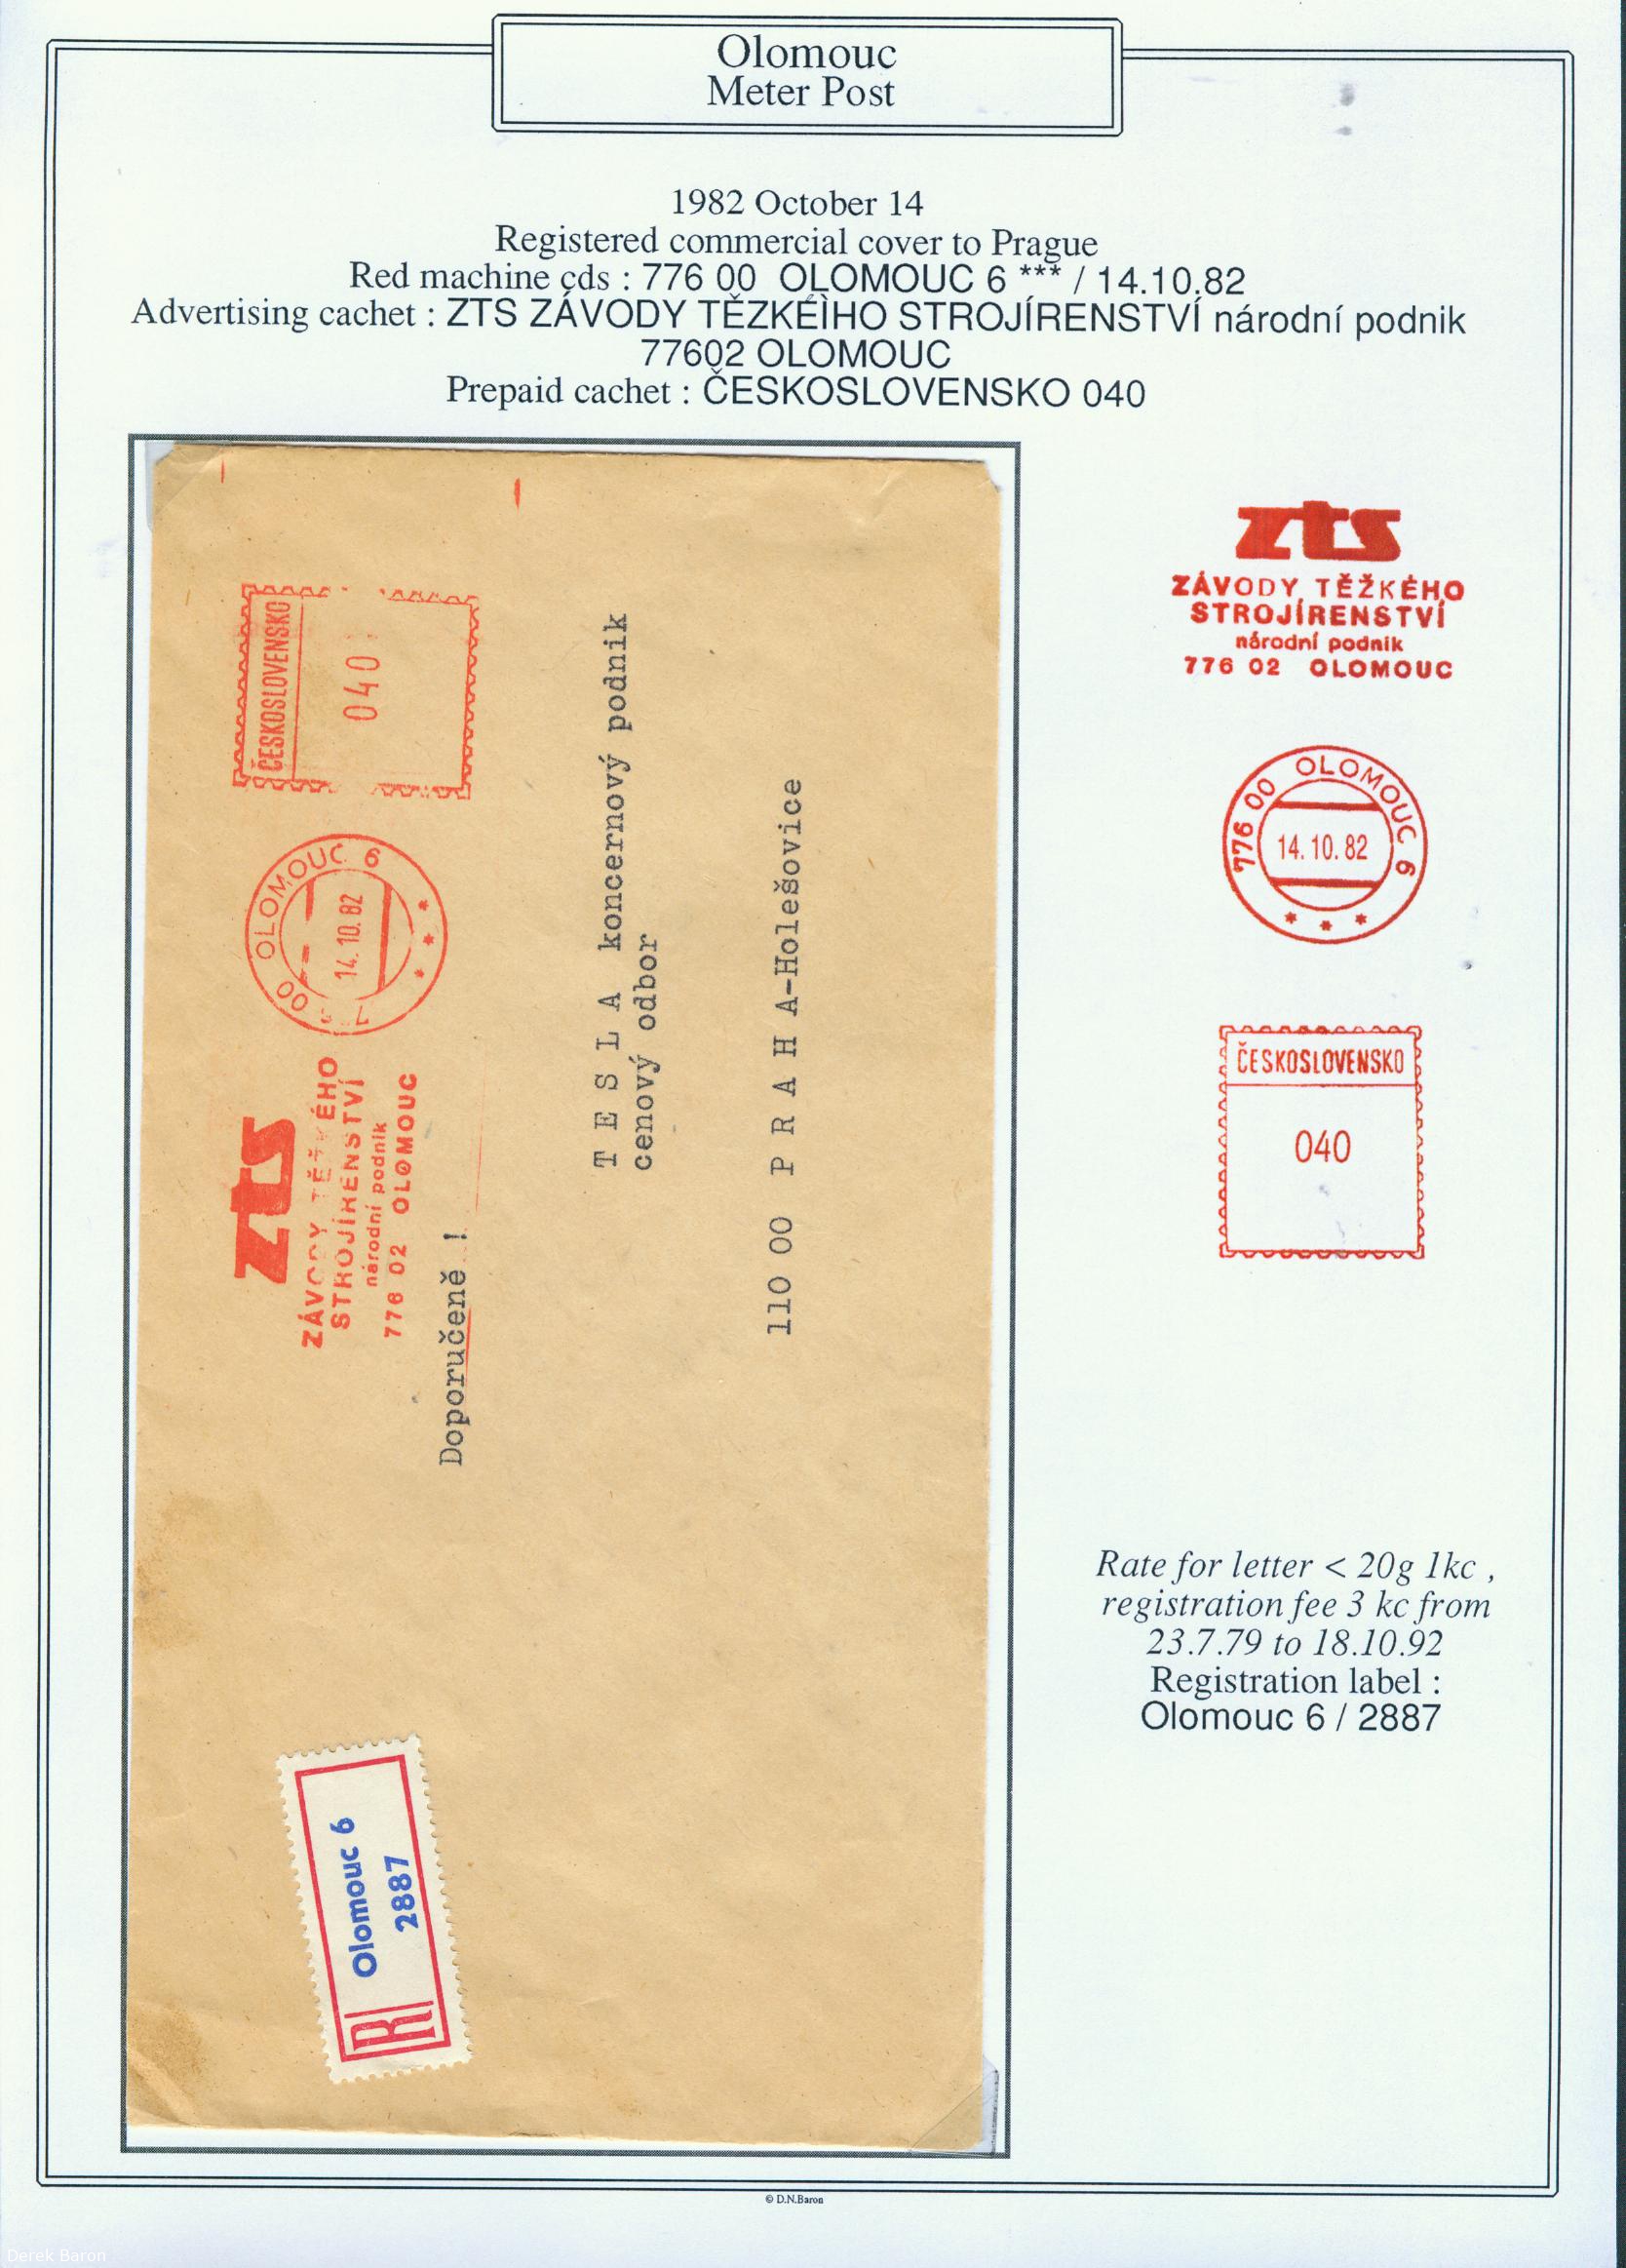 Olomouc
Meter Post
1982 October 14
Registered commercial cover to Prague
Red machine cds : 776 00 OLOMOUC 6 *** / 14.10.82
Advertising cachet : ZTS ZÁVODY TĚZKÉÌHO STROJÍRENSTVÍ národní podnik
77602 OLOMOUC
Prepaid cachet : ČESKOSLOVENSKO 040
ČESKOSLOVENSKO
040
OO OLOMOUC 6
14.10.82
***
zts
ZÁVODY TĚŽKÉHO
STROJÍRENSTVÍ
národní podnik
776 02 OLOMOUC
Doporučeně !
T E S L A koncernový podnik
cenový odbor
110 00 P R A H A-Holešovice
R Olomouc 6
2887
zts
ZÁVODY TĚŽKÉHO
STROJÍRENSTVÍ
národní podnik
776 02 OLOMOUC
776 00 OLOMOUC 6
14.10.82
* * *
ČESKOSLOVENSKO
040
Rate for letter < 20g 1kc ,
registration fee 3 kc from
23.7.79 to 18.10.92
Registration label :
Olomouc 6 / 2887
© D.N.Baron
Derek Baron